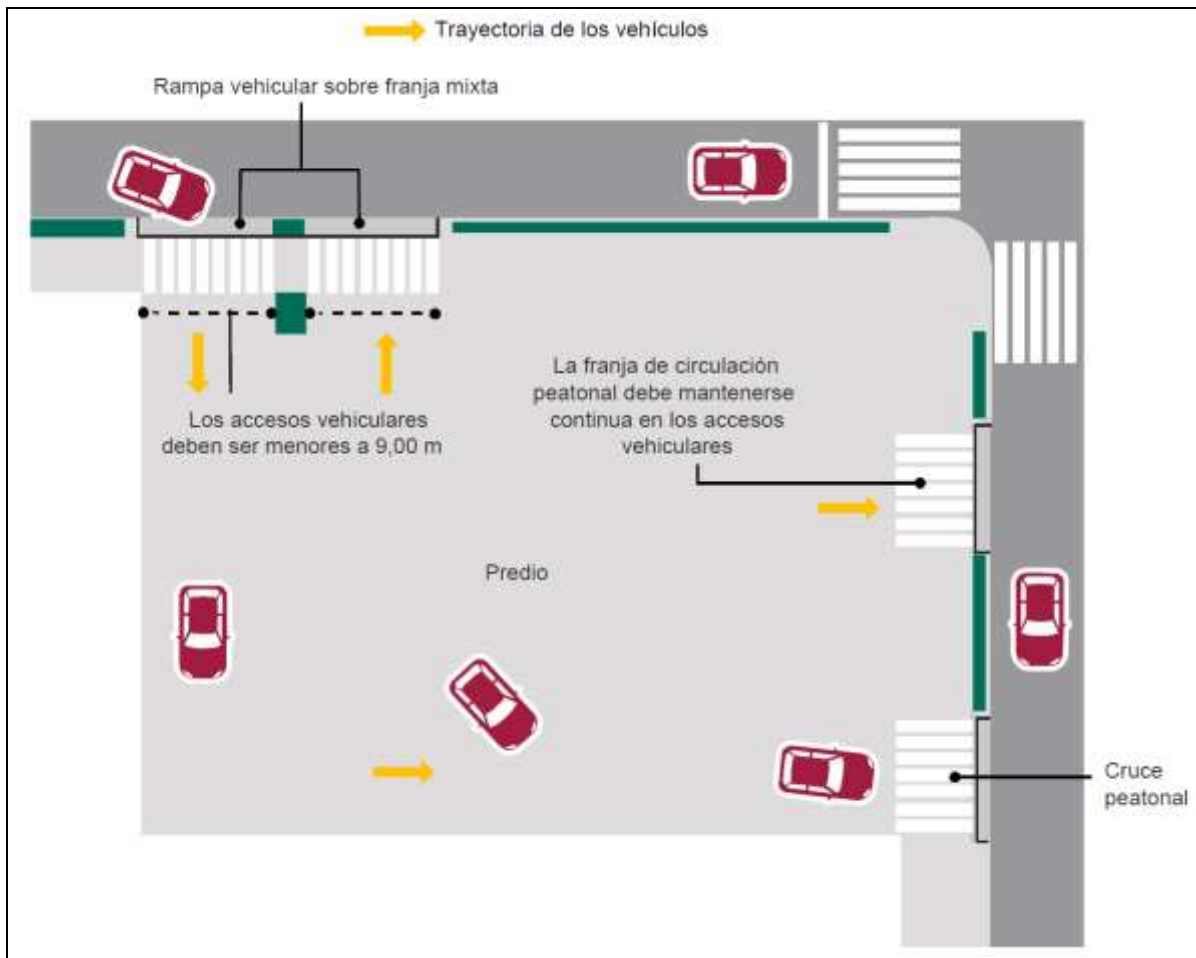 Trayectoria de los vehículos
Rampa vehicular sobre franja mixta
La franja de circulación
peatonal debe mantenerse
continua en los accesos
vehiculares
Los accesos vehiculares
deben ser menores a 9,00 m
Predio
Cruce
peatonal